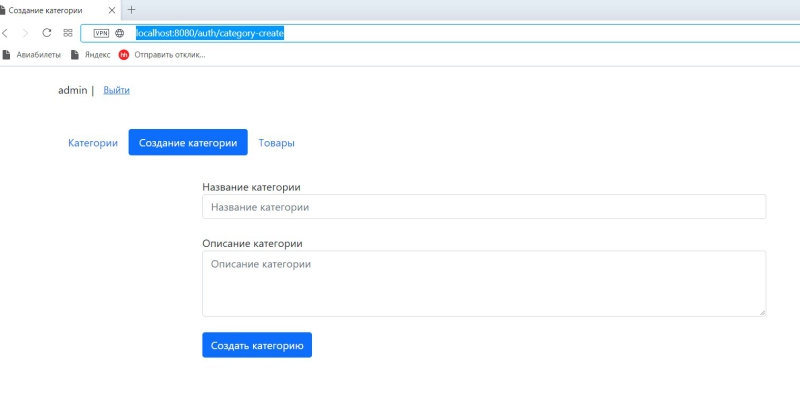 Создание категории
VPN localhost:8080/auth/category-create
Авиабилеты Яндекс hh Отправить отклик...
admin | Выйти
Категории Создание категории Товары
Название категории
Название категории
Описание категории
Описание категории
Создать категорию